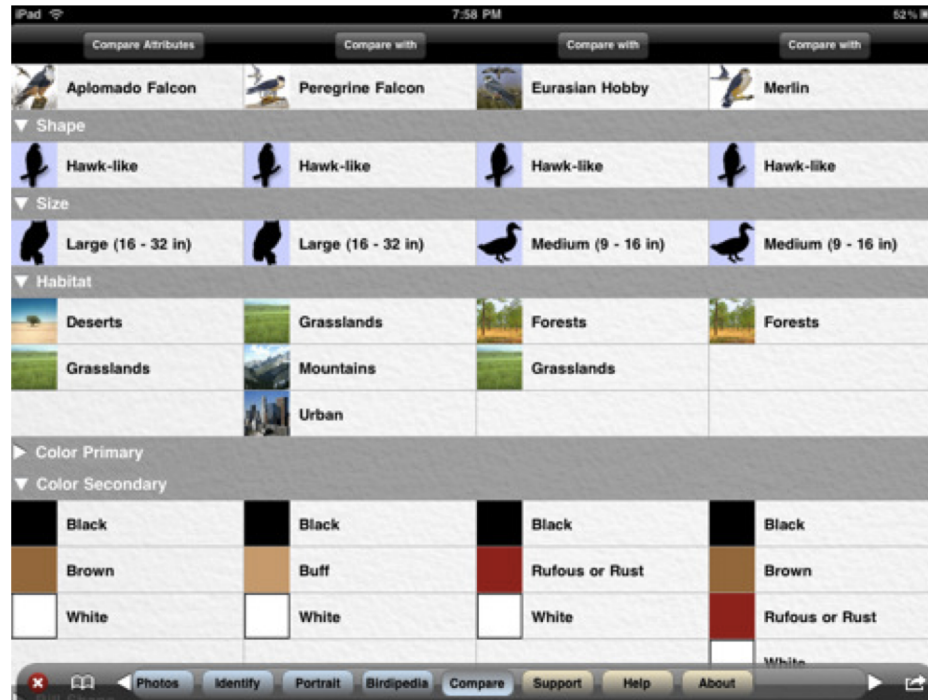 iPad 7:58 PM 52%
Compare Attributes Compare with Compare with Compare with
Aplomado Falcon Peregrine Falcon Eurasian Hobby Merlin
Shape
Hawk-like Hawk-like Hawk-like Hawk-like
Size
Large (16 - 32 in) Large (16 - 32 in) Medium (9 - 16 in) Medium (9 - 16 in)
Habitat
Deserts Grasslands Forests Forests
Grasslands Mountains Grasslands
Urban
Color Primary
Color Secondary
Black Black Black Black
Brown Buff Rufous or Rust Brown
White White White Rufous or Rust
White
Photos Identify Portrait Birdipedia Compare Support Help About